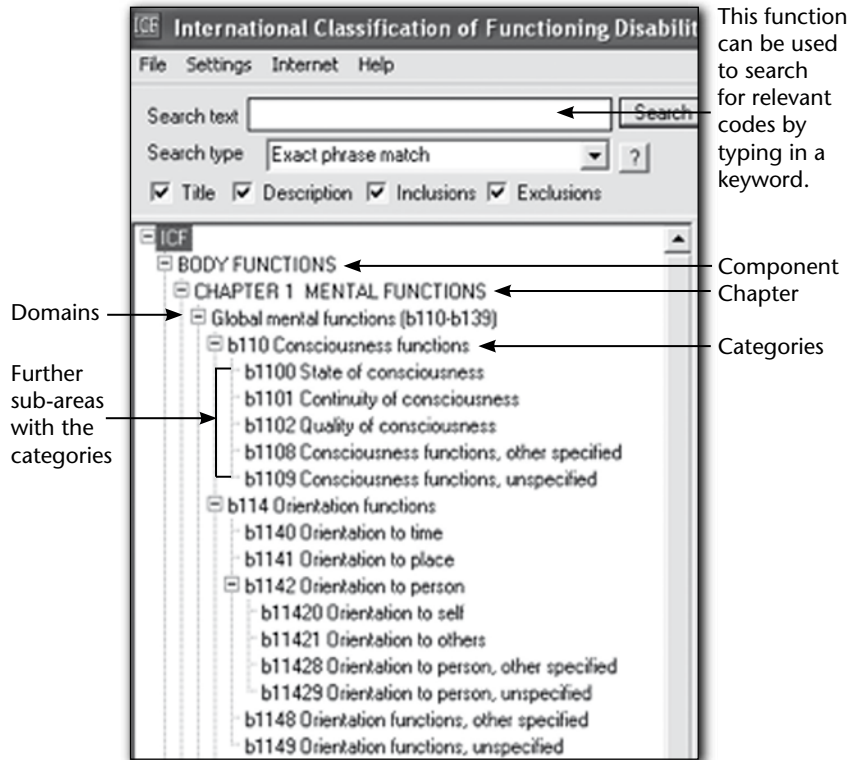 International Classification of Functioning Disabilit
File Settings Internet Help
Search text
Search
Search type
Exact phrase match
?
Title Description Inclusions Exclusions
ICF
BODY FUNCTIONS
CHAPTER 1 MENTAL FUNCTIONS
Global mental functions (b110-b139)
b110 Consciousness functions
b1100 State of consciousness
b1101 Continuity of consciousness
b1102 Quality of consciousness
b1108 Consciousness functions, other specified
b1109 Consciousness functions, unspecified
b114 Orientation functions
b1140 Orientation to time
b1141 Orientation to place
b1142 Orientation to person
b11420 Orientation to self
b11421 Orientation to others
b11428 Orientation to person, other specified
b11429 Orientation to person, unspecified
b1148 Orientation functions, other specified
b1149 Orientation functions, unspecified
This function
can be used
to search
for relevant
codes by
typing in a
keyword.
Component
Chapter
Categories
Domains
Further
sub-areas
with the
categories